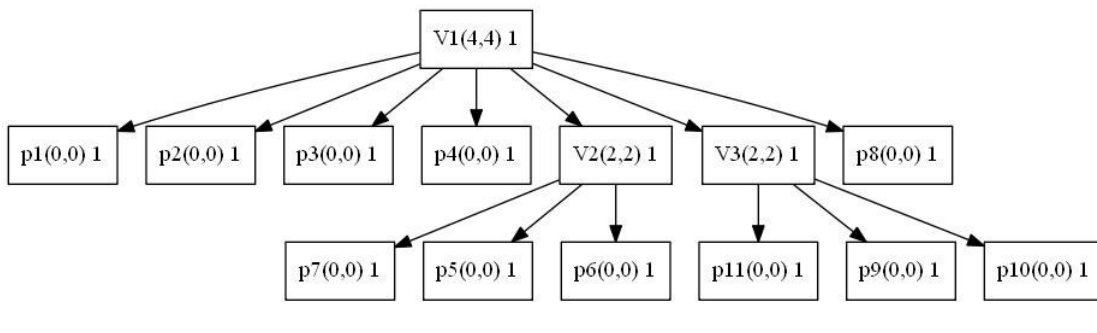 V1(4,4) 1
p1(0,0) 1
p2(0,0) 1
p3(0,0) 1
p4(0,0) 1
V2(2,2) 1
V3(2,2) 1
p8(0,0) 1
p7(0,0) 1
p5(0,0) 1
p6(0,0) 1
p11(0,0) 1
p9(0,0) 1
p10(0,0) 1